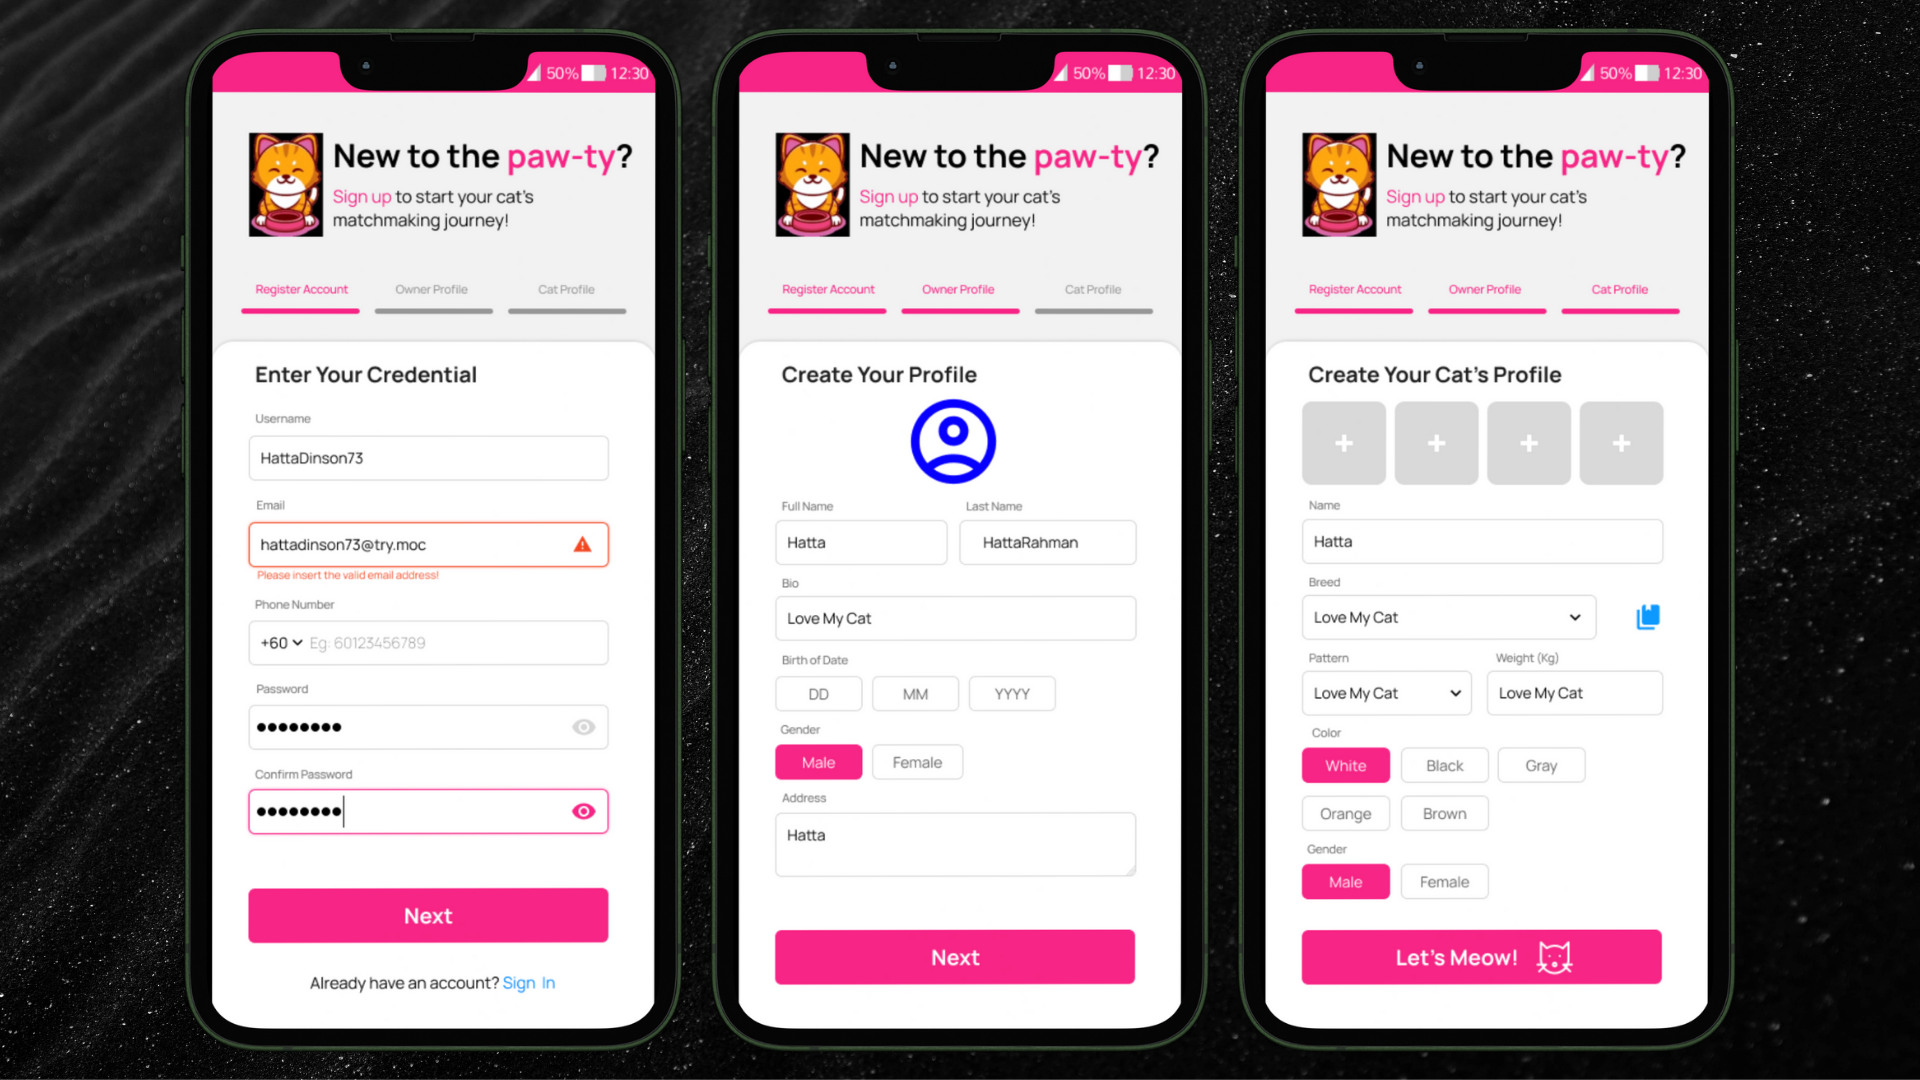 50% 12:30
New to the paw-ty?
Sign up to start your cat's
matchmaking journey!
Register Account Owner Profile Cat Profile
Enter Your Credential
Username
HattaDinson73
Email
hattadinson73@try.moc
Please insert the valid email address!
Phone Number
+60 Eg: 60123456789
Password
Confirm Password
Next
Already have an account? Sign In
50% 12:30
New to the paw-ty?
Sign up to start your cat's
matchmaking journey!
Register Account Owner Profile Cat Profile
Create Your Profile
Full Name Last Name
Hatta HattaRahman
Bio
Love My Cat
Birth of Date
DD MM YYYY
Gender
Male Female
Address
Hatta
Next
50% 12:30
New to the paw-ty?
Sign up to start your cat's
matchmaking journey!
Register Account Owner Profile Cat Profile
Create Your Cat's Profile
+ + + +
Name
Hatta
Breed
Love My Cat
Pattern Weight (Kg)
Love My Cat Love My Cat
Color
White Black Gray
Orange Brown
Gender
Male Female
Let's Meow!